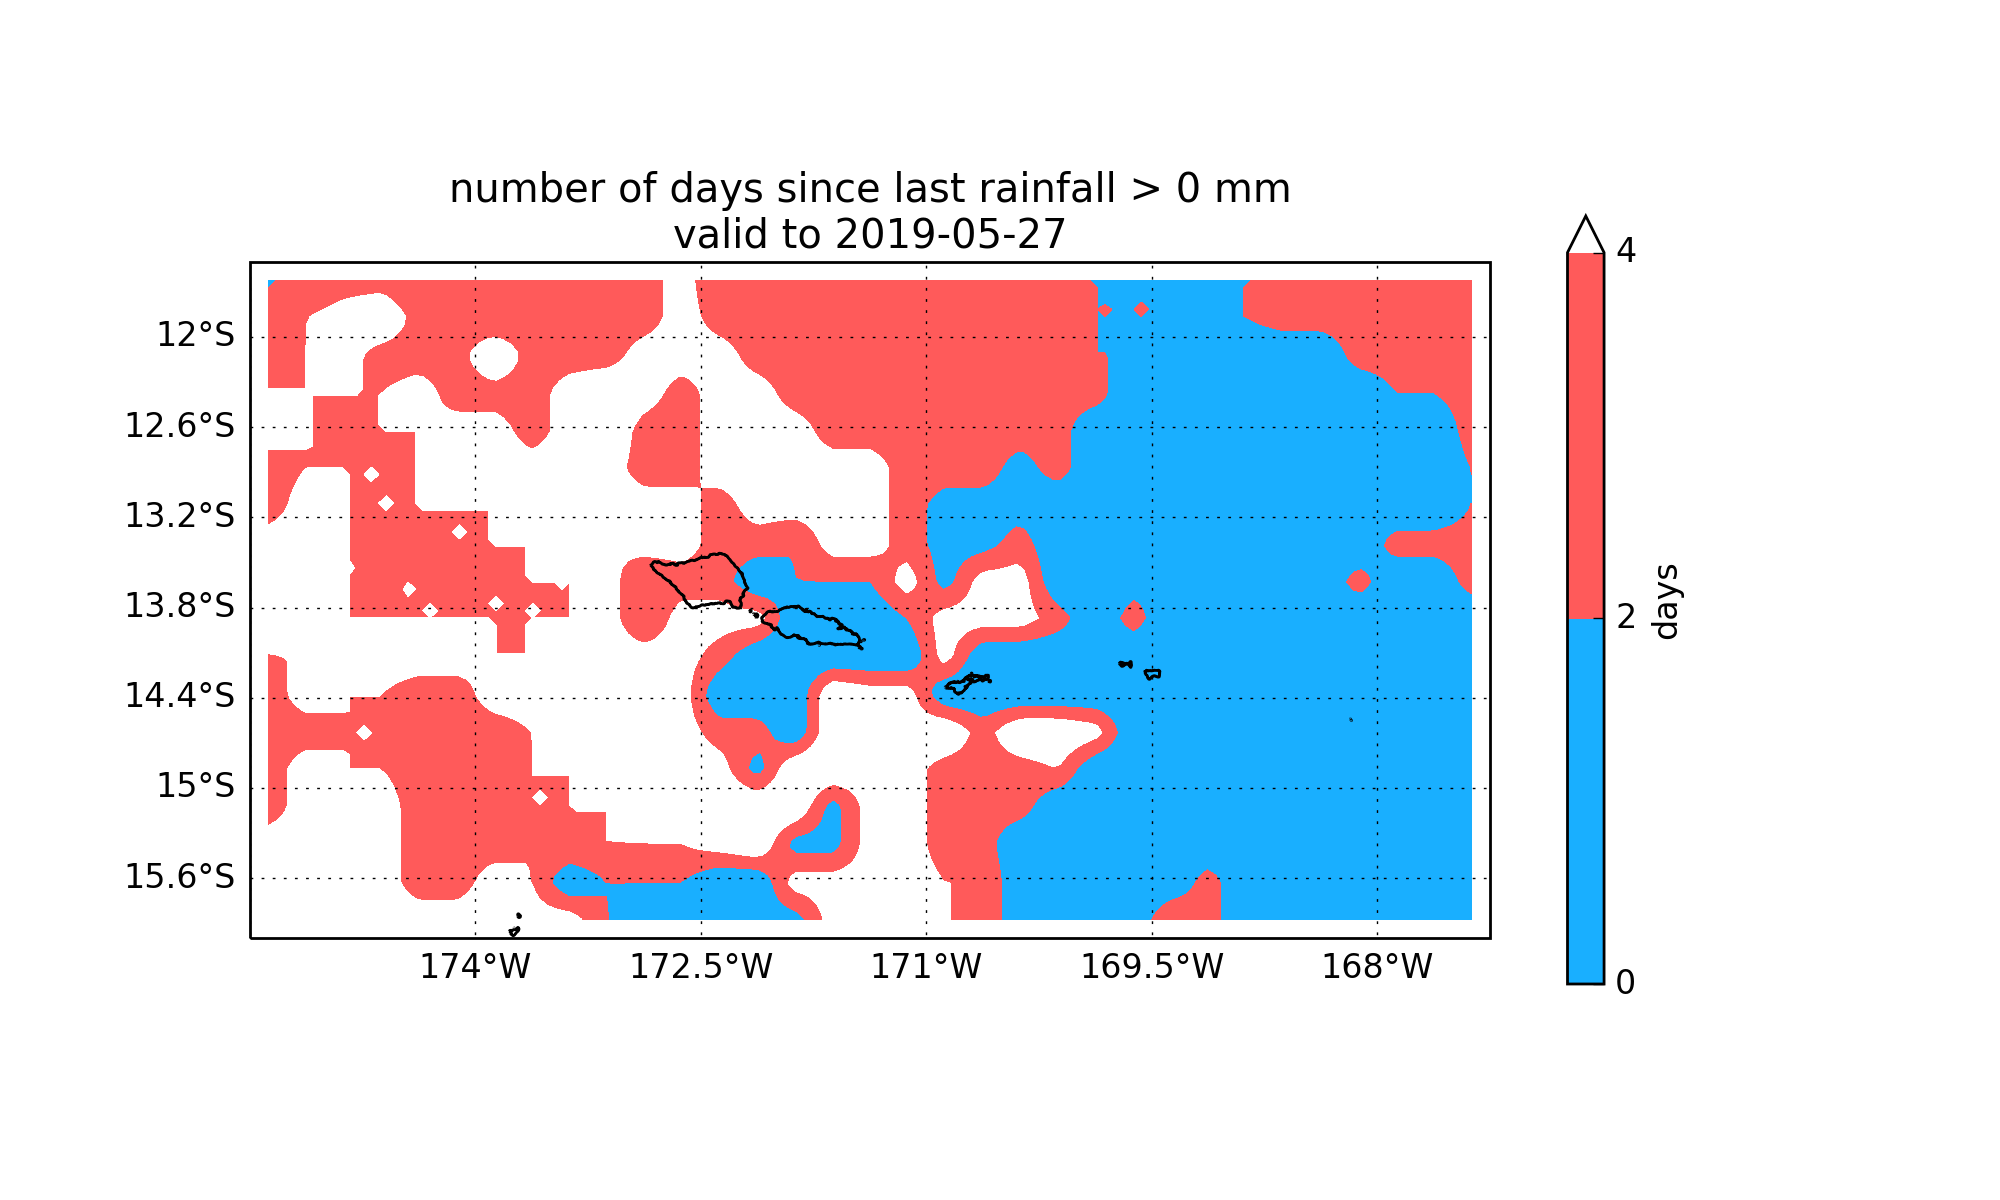 number of days since last rainfall > 0 mm
valid to 2019-05-27
12°S
12.6°S
13.2°S
13.8°S
14.4°S
15°S
15.6°S
174°W
172.5°W
171°W
169.5°W
168°W
4
2
0
days